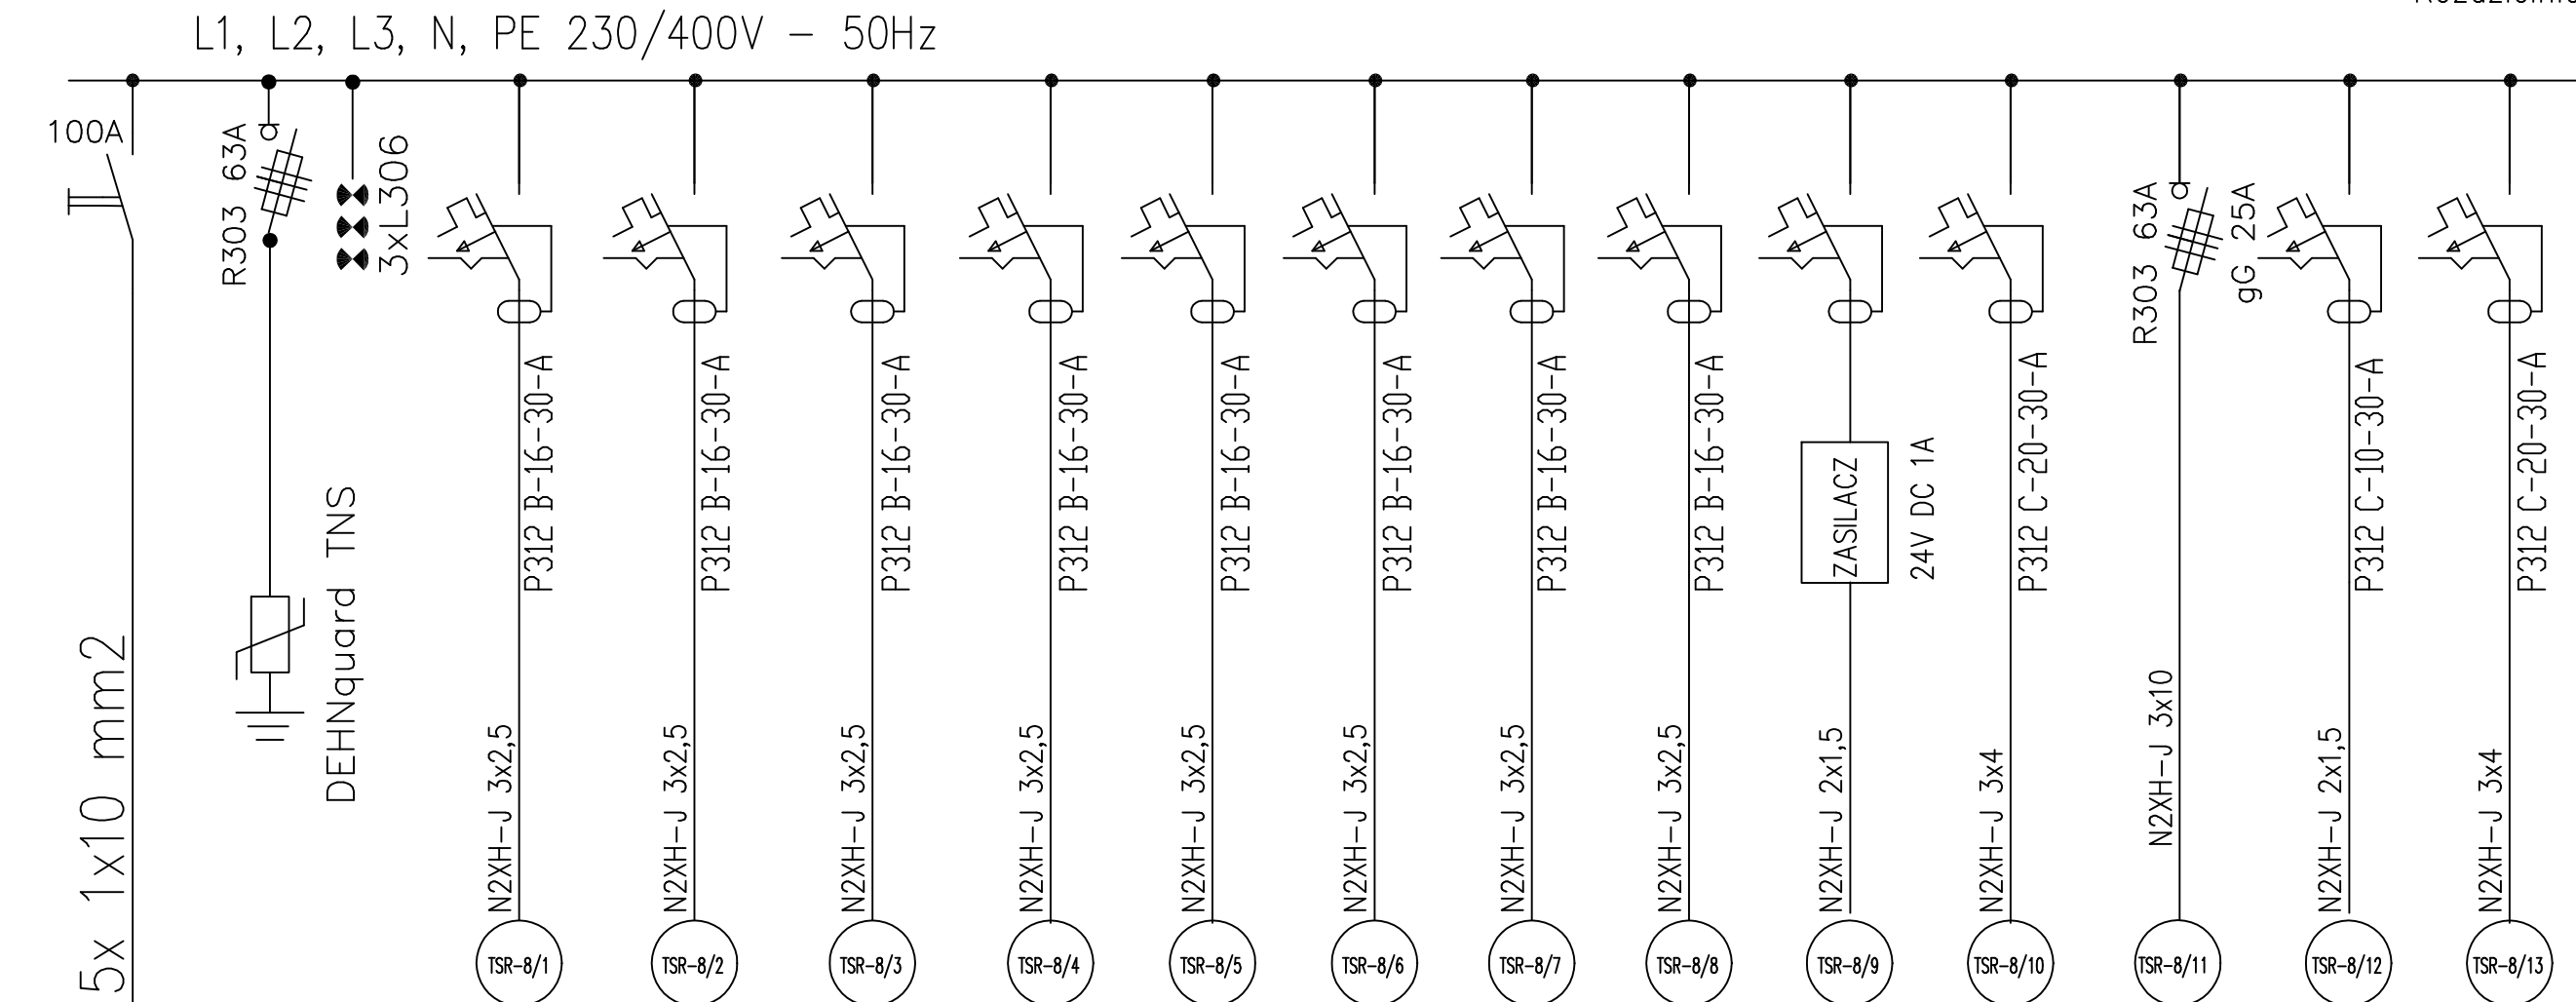 L1, L2, L3, N, PE 230/400V – 50Hz
100A
5x 1x10 mm2
R303 63A
3xL306
DEHNquard TNS
P312 B-16-30-A
N2XH-J 3x2,5
TSR-8/1
P312 B-16-30-A
N2XH-J 3x2,5
TSR-8/2
P312 B-16-30-A
N2XH-J 3x2,5
TSR-8/3
P312 B-16-30-A
N2XH-J 3x2,5
TSR-8/4
P312 B-16-30-A
N2XH-J 3x2,5
TSR-8/5
P312 B-16-30-A
N2XH-J 3x2,5
TSR-8/6
P312 B-16-30-A
N2XH-J 3x2,5
TSR-8/7
P312 B-16-30-A
N2XH-J 3x2,5
TSR-8/8
ZASILACZ
24V DC 1A
N2XH-J 2x1,5
TSR-8/9
P312 C-20-30-A
N2XH-J 3x4
TSR-8/10
R303 63A
gG 25A
N2XH-J 3x10
TSR-8/11
P312 C-10-30-A
N2XH-J 2x1,5
TSR-8/12
P312 C-20-30-A
N2XH-J 3x4
TSR-8/13